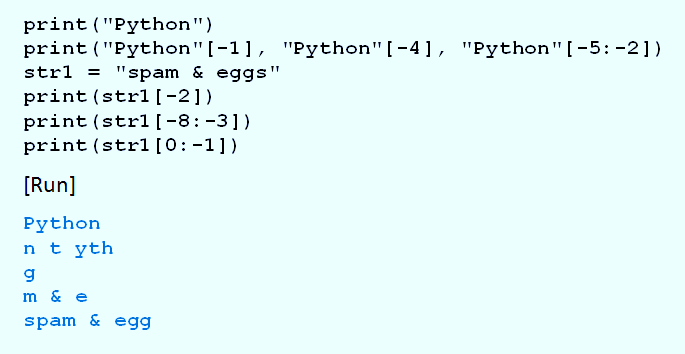 print("Python")
print("Python"[-1], "Python"[-4], "Python"[-5:-2])
str1 = "spam & eggs"
print(str1[-2])
print(str1[-8:-3])
print(str1[0:-1])
[Run]
Python
n t yth
g
m & e
spam & egg